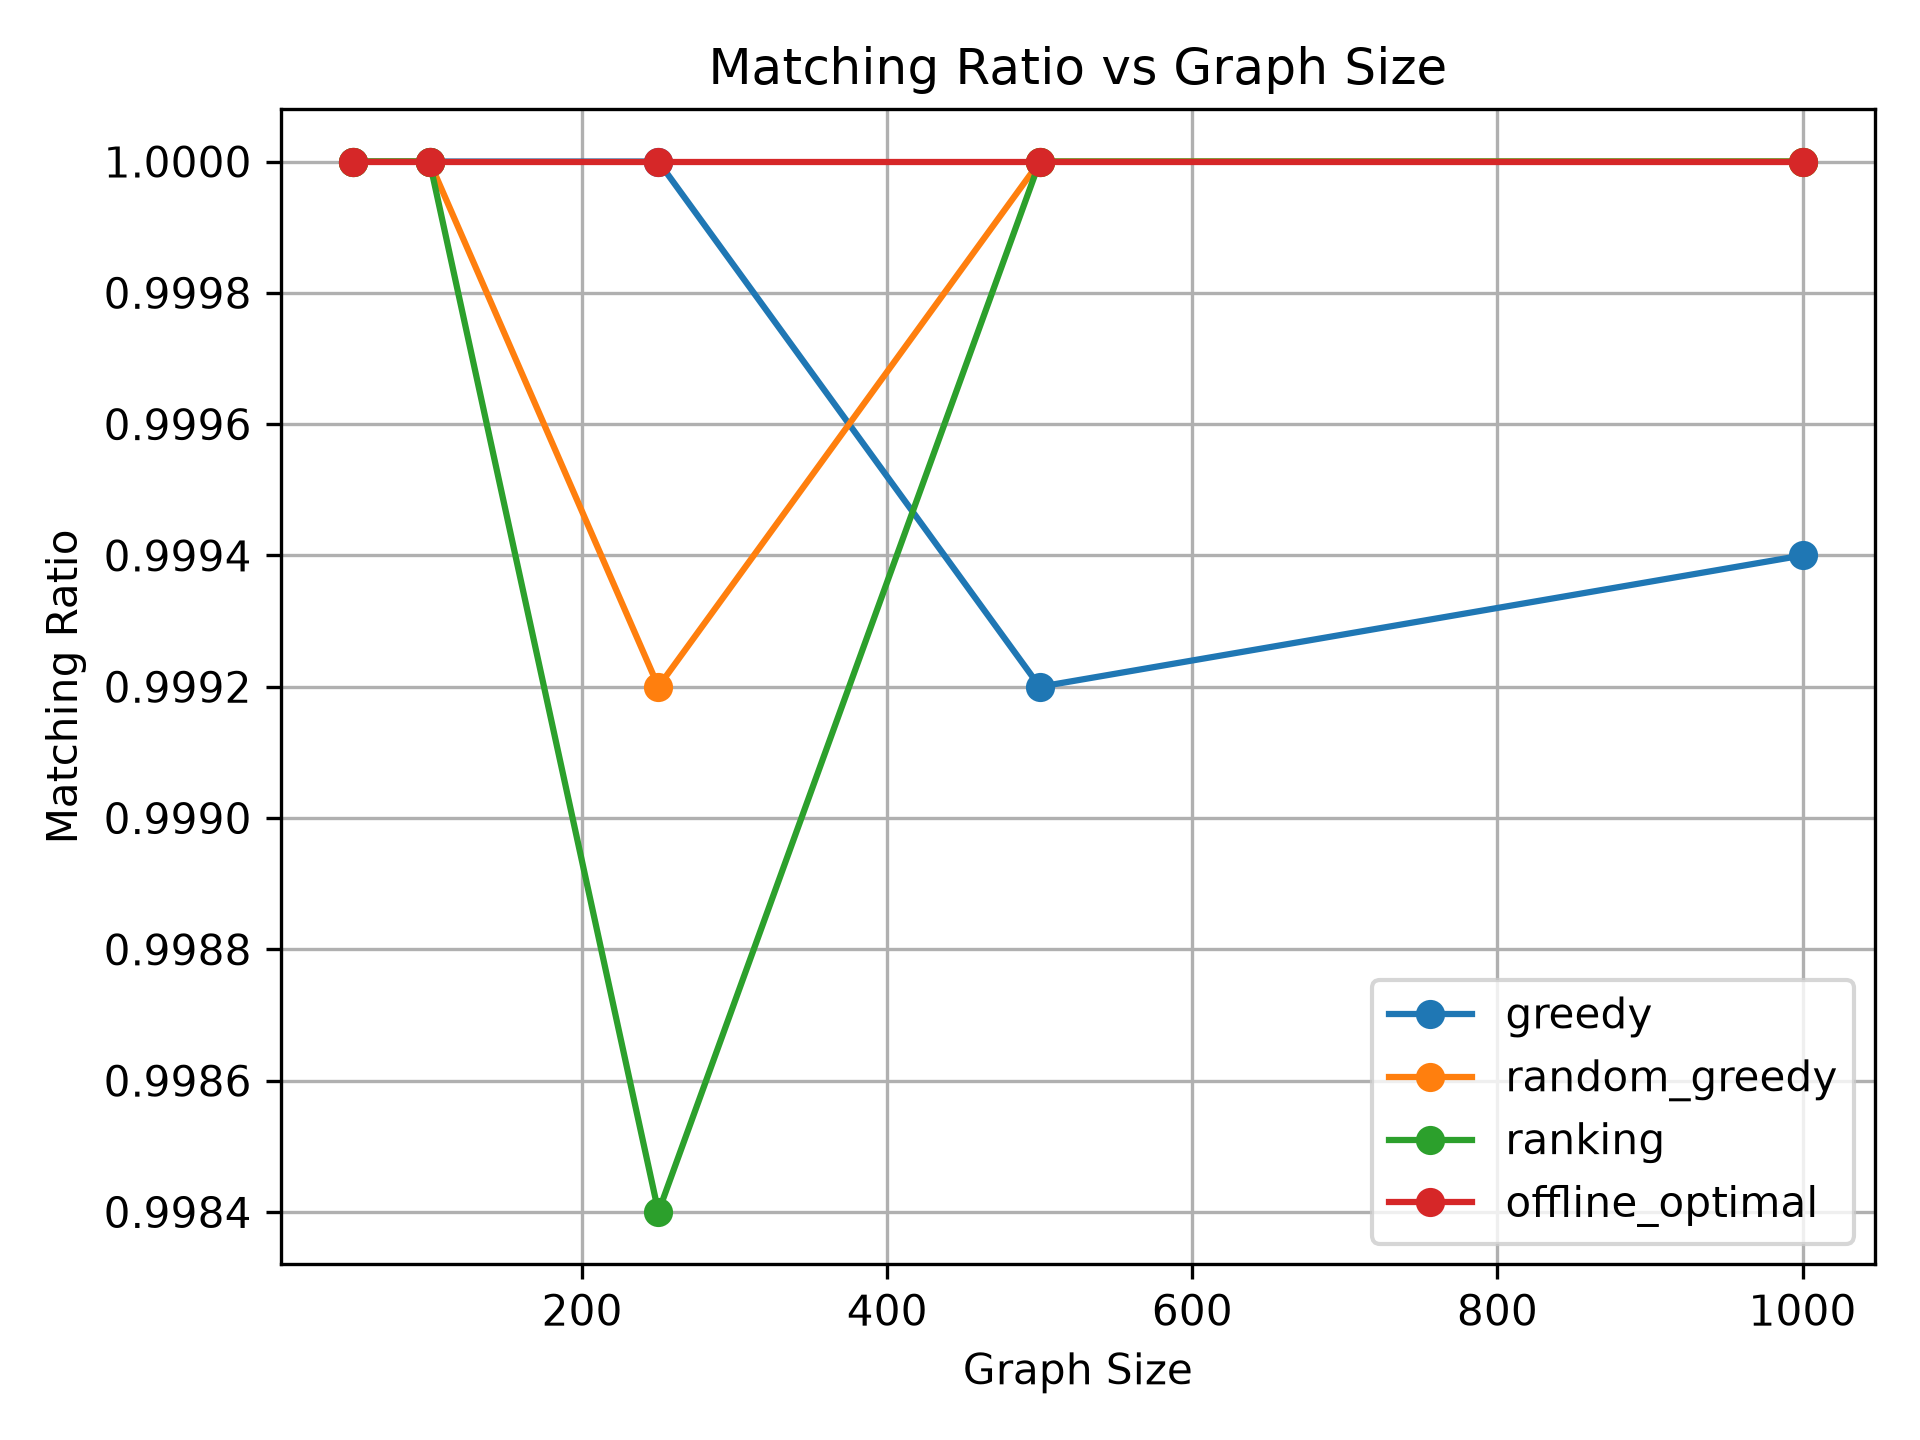 Matching Ratio vs Graph Size
1.0000
0.9998
0.9996
0.9994
0.9992
0.9990
0.9988
0.9986
0.9984
Matching Ratio
greedy
random_greedy
ranking
offline_optimal
200 400 600 800 1000
Graph Size